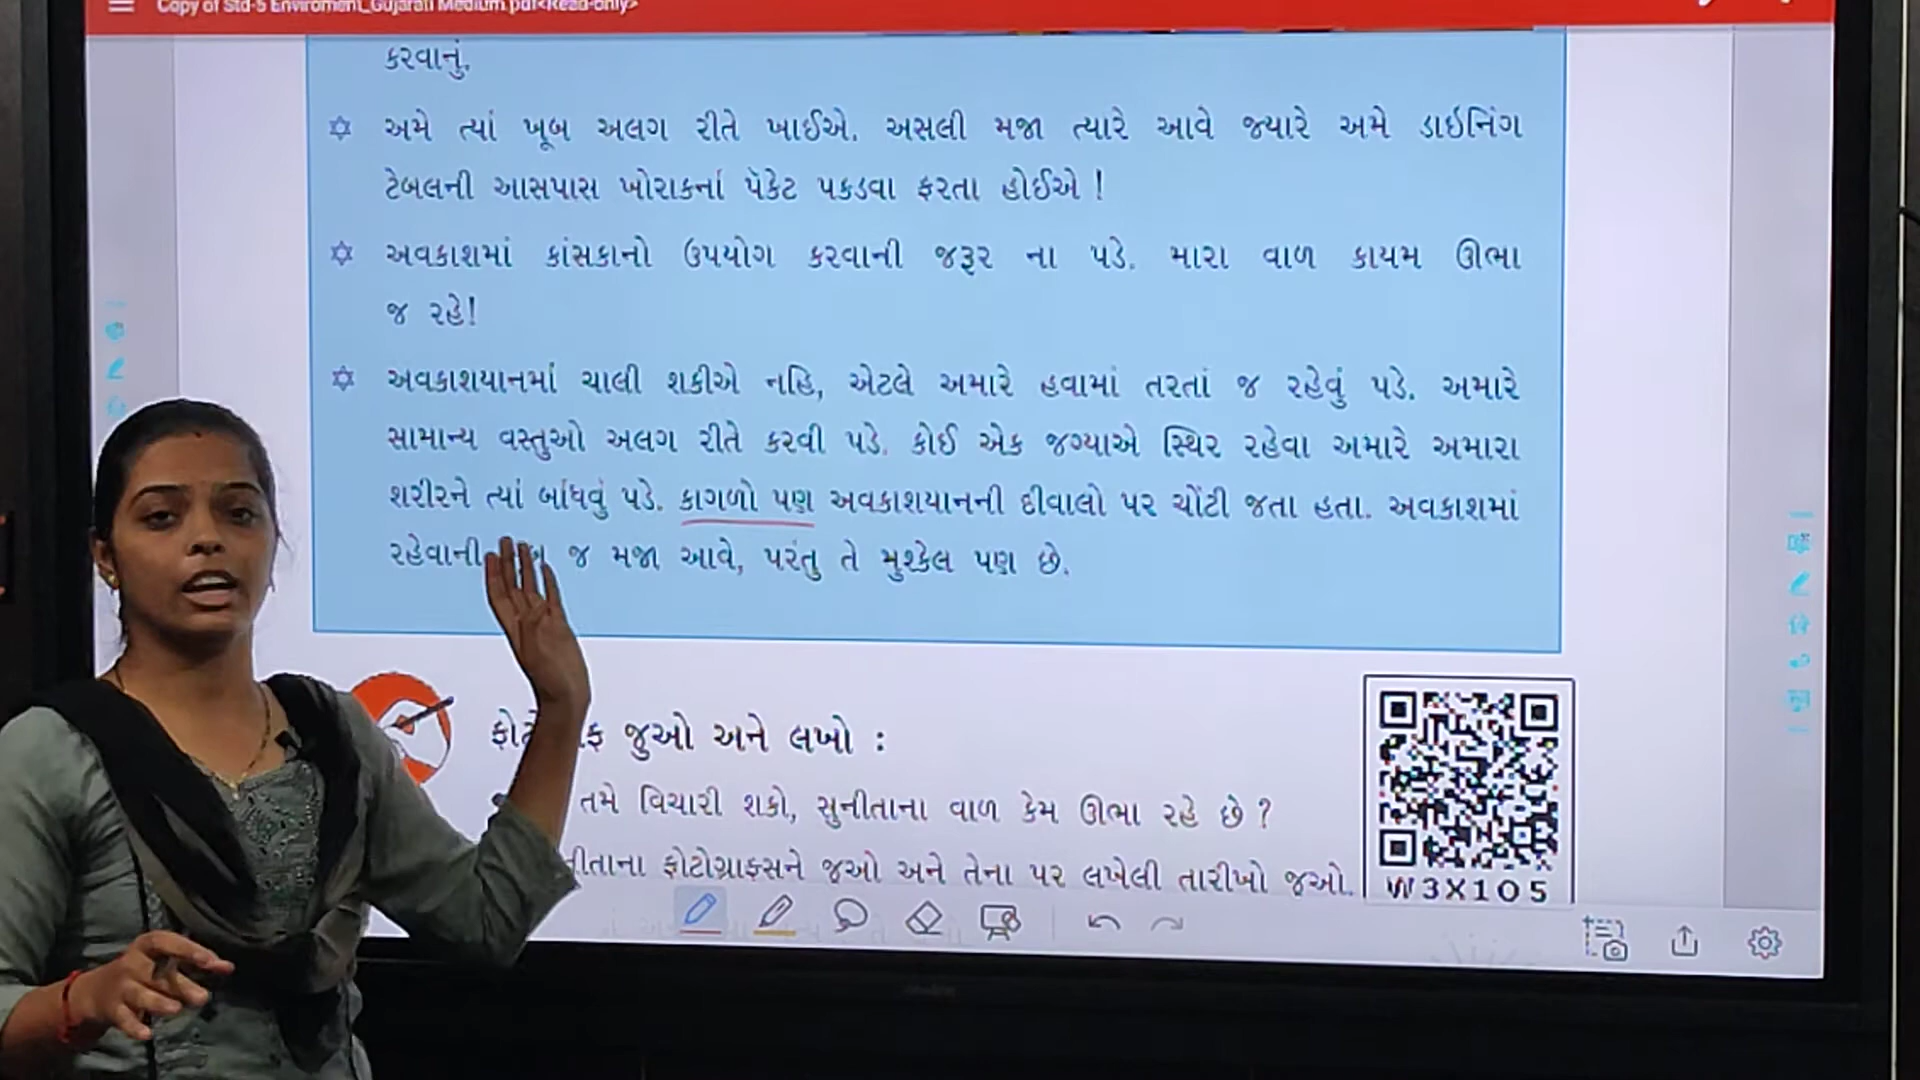 Copy of Std-5 Enviroment_Gujarati Medium.pdf<Read-only>
કરવાનું.
✡ અમે ત્યાં ખૂબ અલગ રીતે ખાઈએ. અસલી મજા ત્યારે આવે જ્યારે અમે ડાઇનિંગ
ટેબલની આસપાસ ખોરાકનાં પૅકેટ પકડવા ફરતા હોઈએ !
✡ અવકાશમાં કાંસકાનો ઉપયોગ કરવાની જરૂર ના પડે. મારા વાળ કાયમ ઊભા
જ રહે!
✡ અવકાશયાનમાં ચાલી શકીએ નહિ, એટલે અમારે હવામાં તરતાં જ રહેવું પડે. અમારે
સામાન્ય વસ્તુઓ અલગ રીતે કરવી પડે. કોઈ એક જગ્યાએ સ્થિર રહેવા અમારે અમારા
શરીરને ત્યાં બાંધવું પડે. કાગળો પણ અવકાશયાનની દીવાલો પર ચોંટી જતા હતા. અવકાશમાં
રહેવાની જ મજા આવે, પરંતુ તે મુશ્કેલ પણ છે.
જુઓ અને લખો :
તમે વિચારી શકો, સુનીતાના વાળ કેમ ઊભા રહે છે ?
ફોટોગ્રાફ્સને જુઓ અને તેના પર લખેલી તારીખો જુઓ.
W3X1O5